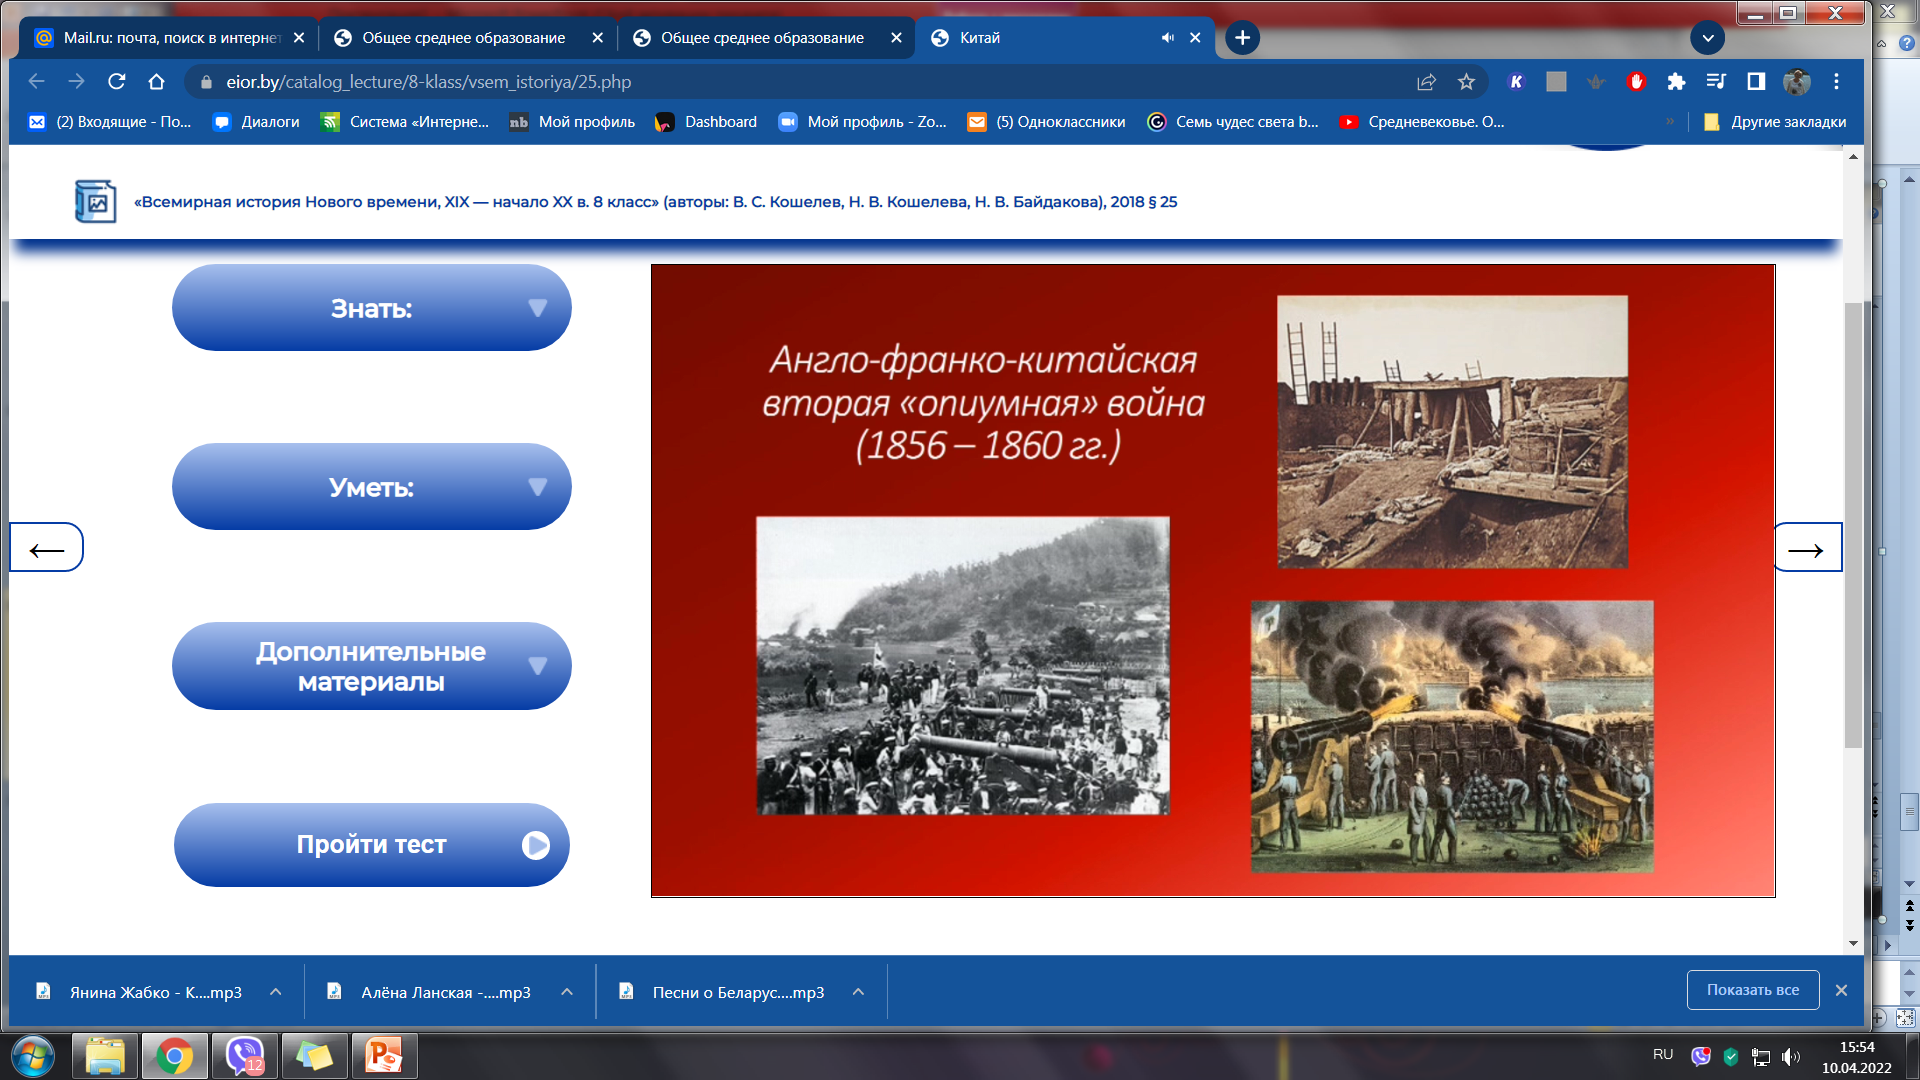 Mail.ru: почта, поиск в интернет
Общее среднее образование
Общее среднее образование
Китай
eior.by/catalog_lecture/8-klass/vsem_istoriya/25.php
(2) Входящие - По...
Диалоги
Система «Интерне...
nb Мой профиль
Dashboard
Мой профиль - Zo...
(5) Одноклассники
Семь чудес света b...
Средневековье. О...
»
Другие закладки
«Всемирная история Нового времени, XIX — начало XX в. 8 класс» (авторы: В. С. Кошелев, Н. В. Кошелева, Н. В. Байдакова), 2018 § 25
Знать:
Уметь:
Дополнительные
материалы
Пройти тест
Англо-франко-китайская
вторая «опиумная» война
(1856 – 1860 гг.)
Янина Жабко - К....mp3
Алёна Ланская -....mp3
Песни о Беларус....mp3
Показать все
12
RU
15:54
10.04.2022